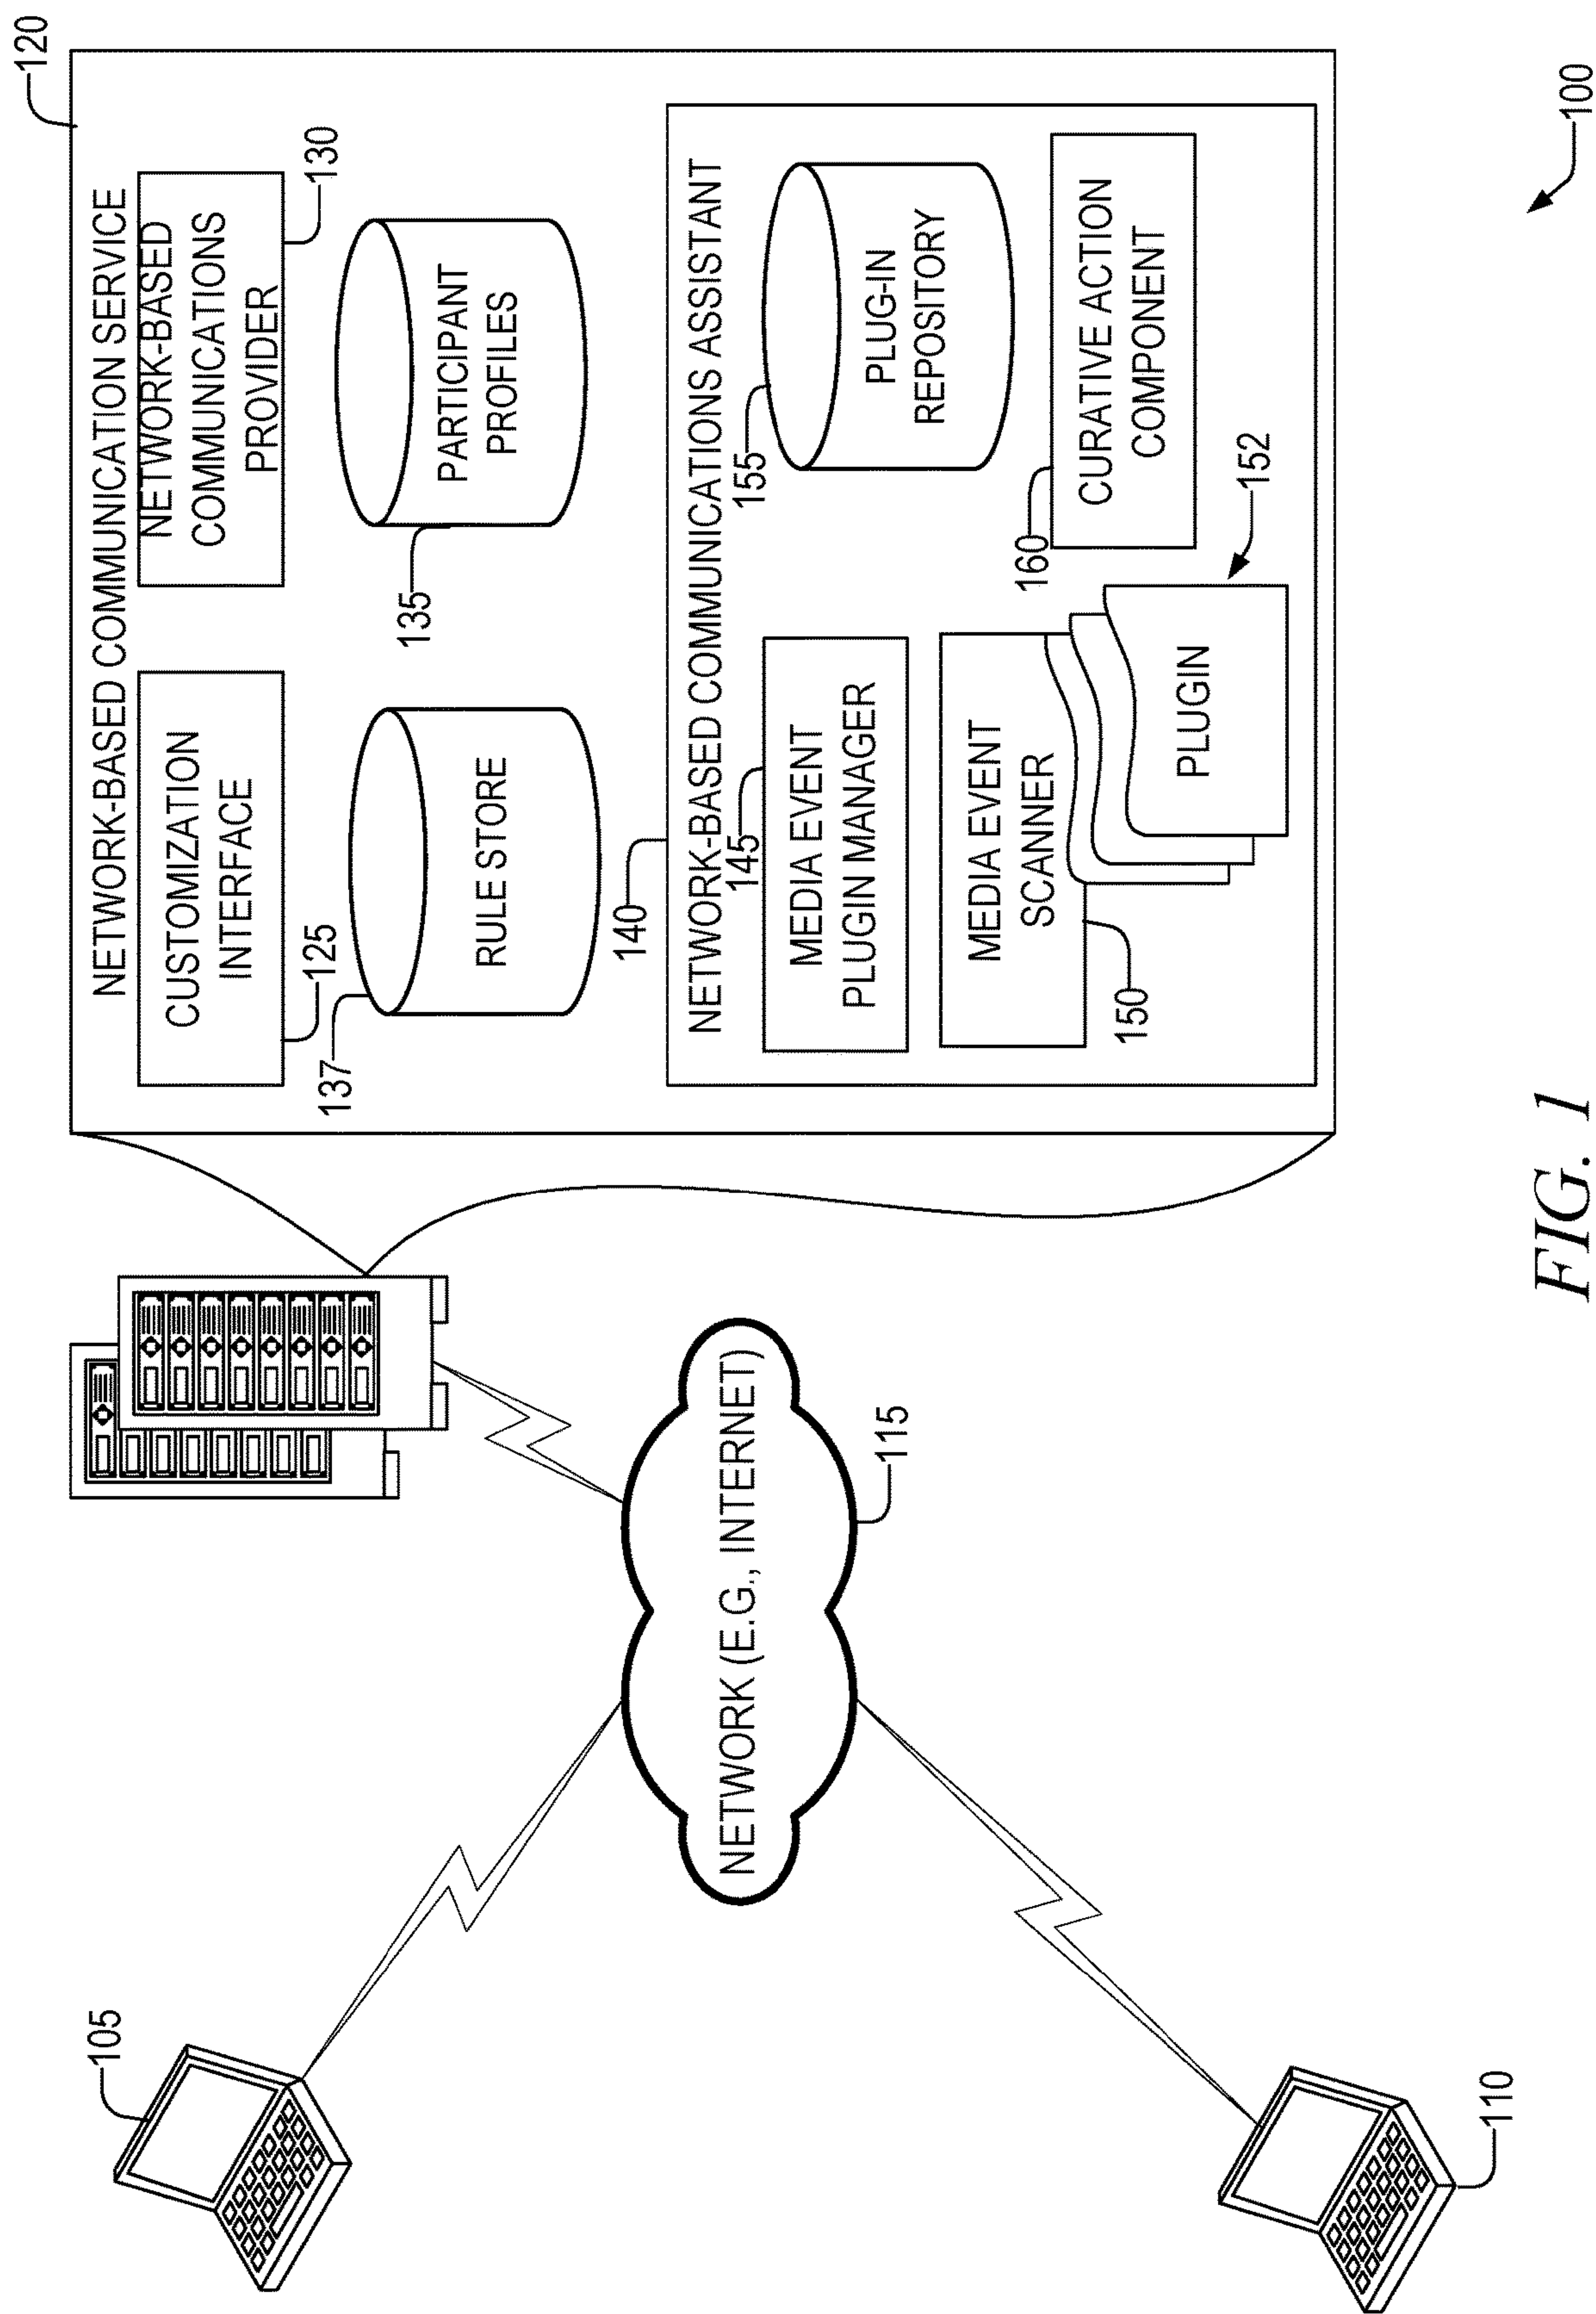 120
NETWORK-BASED COMMUNICATION SERVICE
CUSTOMIZATION
INTERFACE
125
NETWORK-BASED
COMMUNICATIONS
PROVIDER
130
137
RULE STORE
135
PARTICIPANT
PROFILES
140
NETWORK-BASED COMMUNICATIONS ASSISTANT
145
MEDIA EVENT
PLUGIN MANAGER
155
PLUG-IN
REPOSITORY
MEDIA EVENT
SCANNER
150
PLUGIN
152
160
CURATIVE ACTION
COMPONENT
105
NETWORK (E.G., INTERNET)
115
110
100
FIG. 1